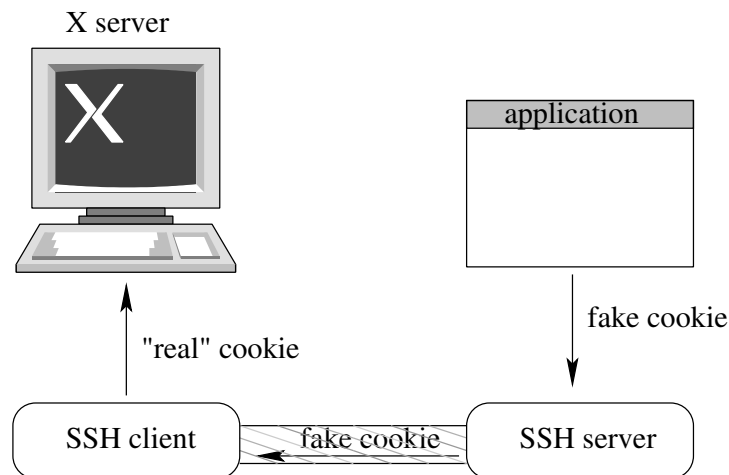 X server
X
application
fake cookie
"real" cookie
SSH client
fake cookie
SSH server